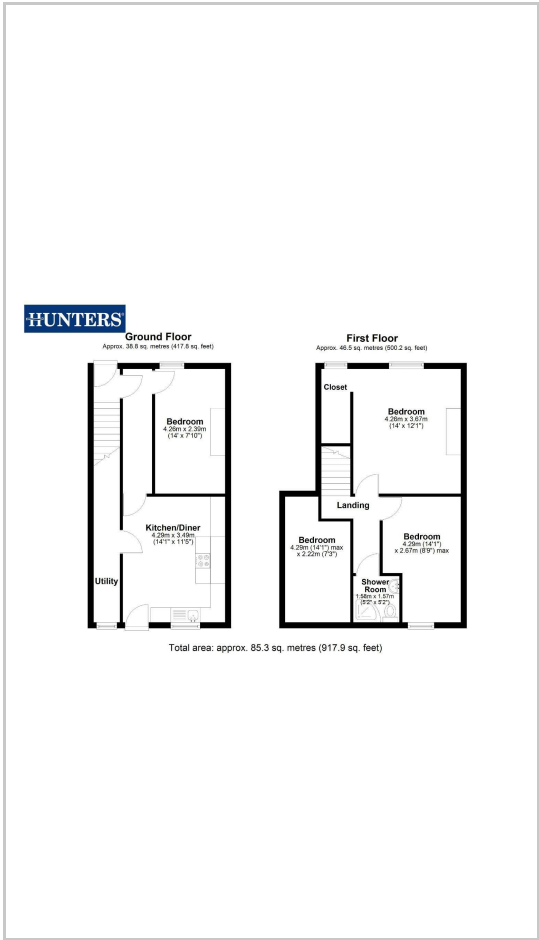 HUNTERS
Ground Floor
Approx. 38.8 sq. metres (417.6 sq. feet)
Bedroom
4.26m x 2.39m
(14' x 7'10")
Kitchen/Diner
4.29m x 3.49m
(14'1" x 11'5")
Utility
First Floor
Approx. 46.5 sq. metres (500.2 sq. feet)
Closet
Bedroom
4.26m x 3.67m
(14' x 12'1")
Landing
Bedroom
4.29m (14'1") max
x 2.22m (7'3")
Bedroom
4.29m (14'1")
x 2.67m (8'9") max
Shower
Room
1.58m x 1.57m
(5'2" x 5'2")
Total area: approx. 85.3 sq. metres (917.9 sq. feet)